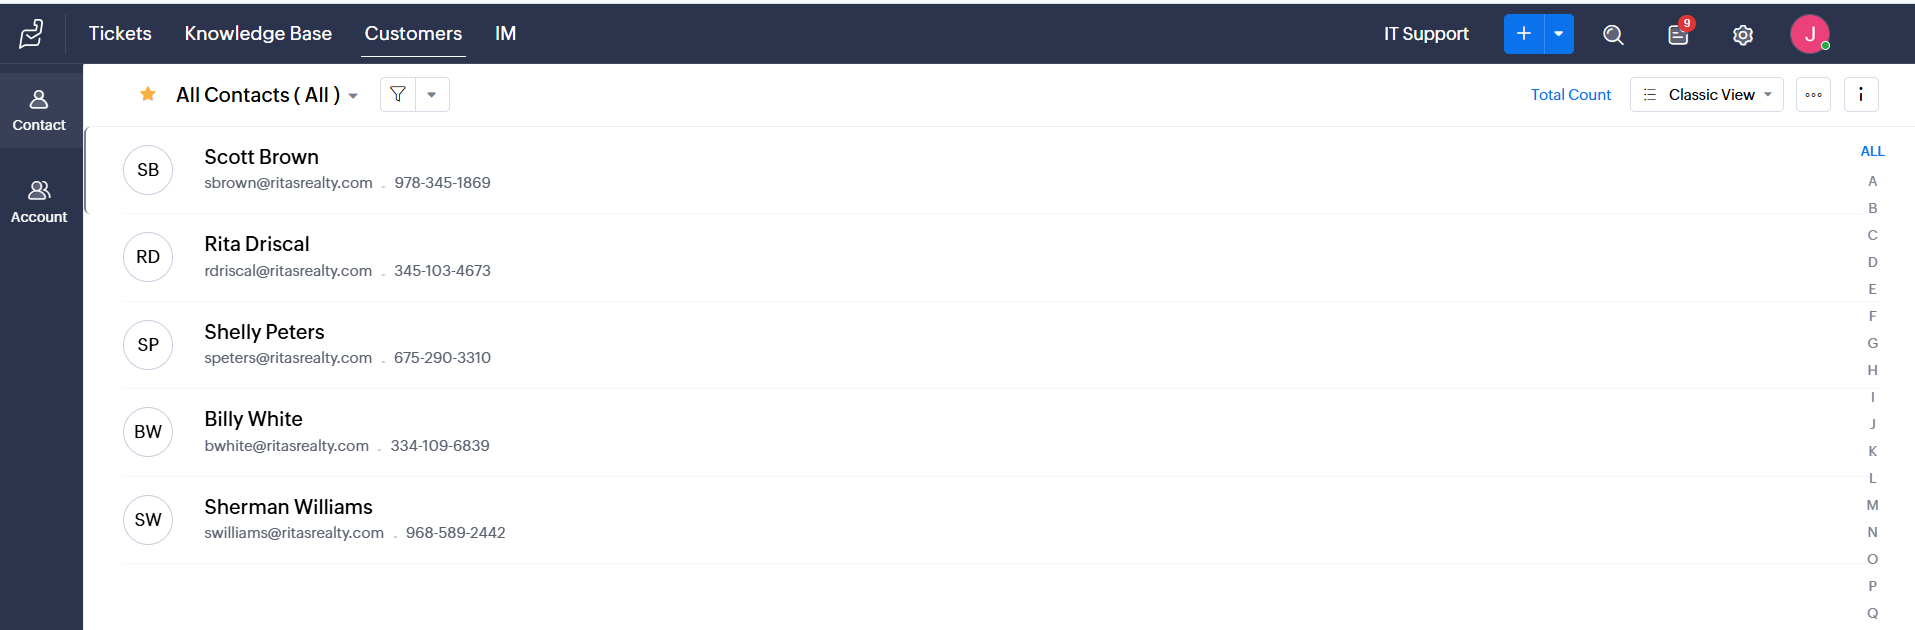 Tickets Knowledge Base Customers IM IT Support 9 J
Contact
Account
All Contacts ( All ) Total Count Classic View i
SB Scott Brown
sbrown@ritasrealty.com . 978-345-1869
RD Rita Driscal
rdriscal@ritasrealty.com . 345-103-4673
SP Shelly Peters
speters@ritasrealty.com . 675-290-3310
BW Billy White
bwhite@ritasrealty.com . 334-109-6839
SW Sherman Williams
swilliams@ritasrealty.com . 968-589-2442
ALL
A
B
C
D
E
F
G
H
I
J
K
L
M
N
O
P
Q